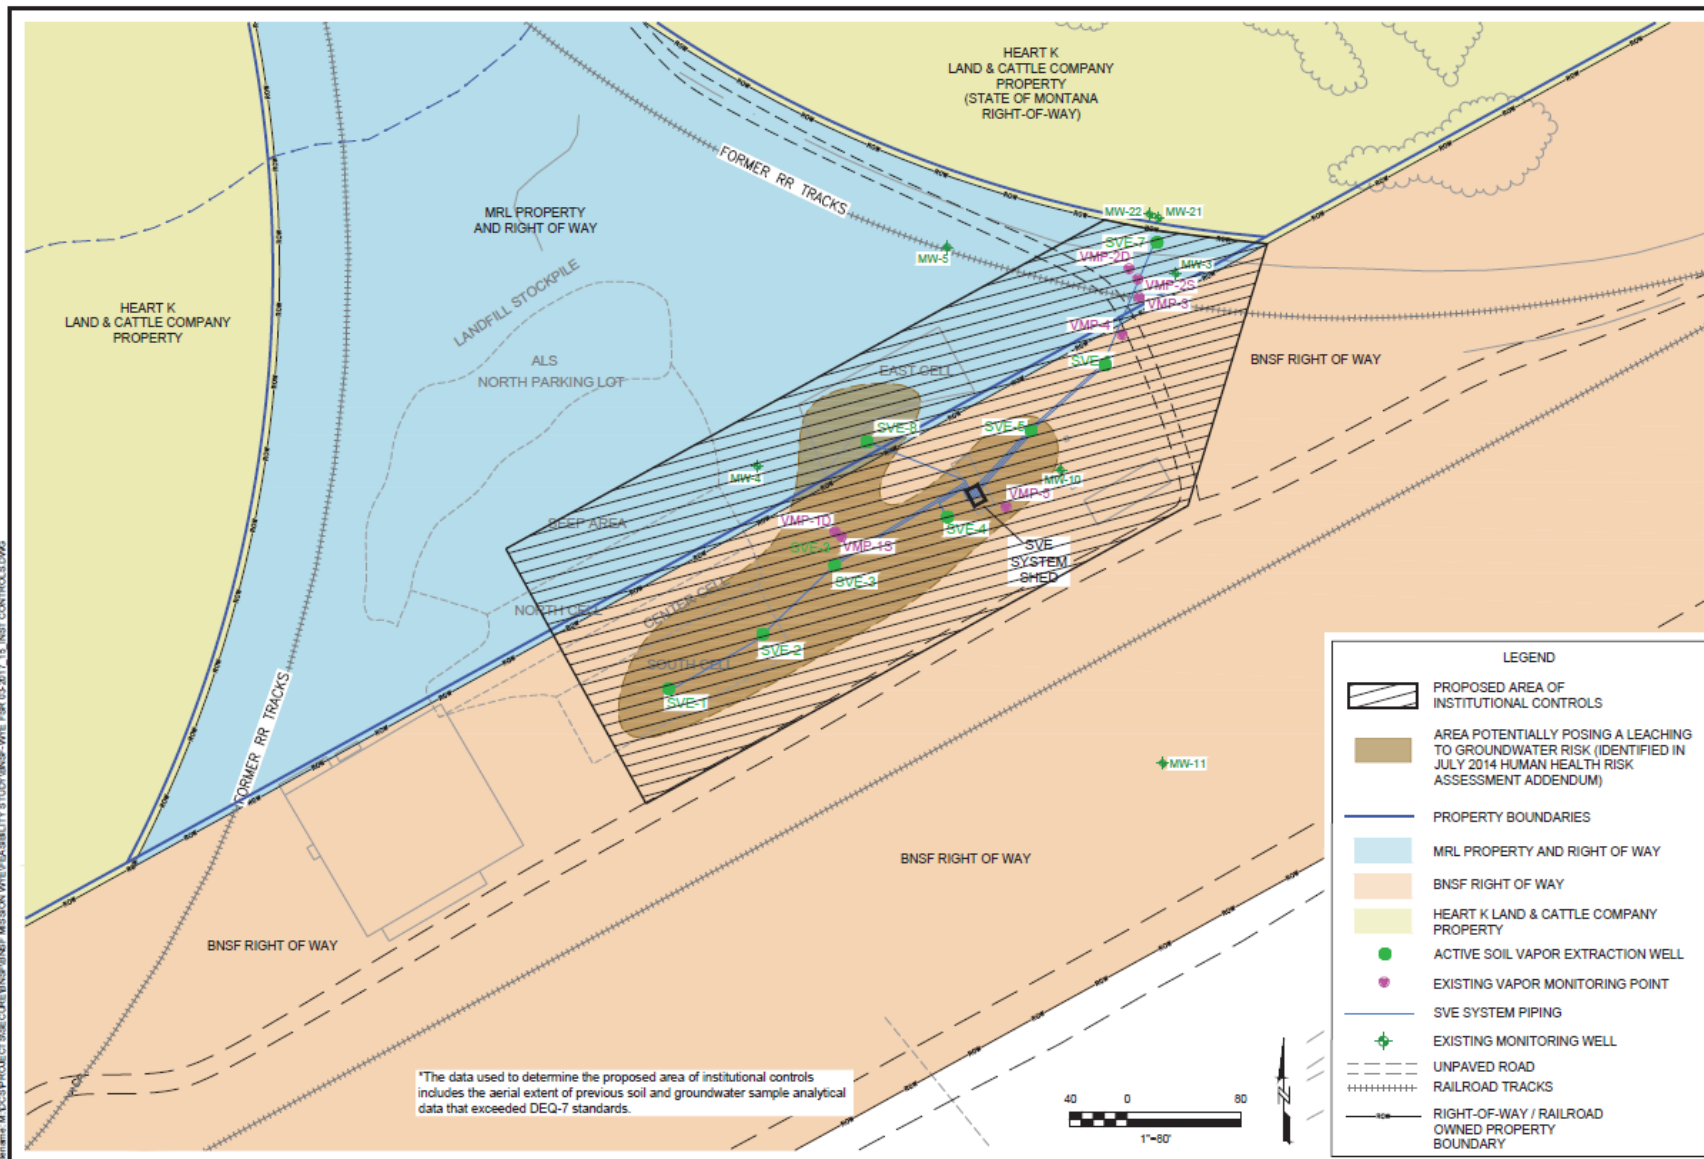 HEART K
LAND & CATTLE COMPANY
PROPERTY
(STATE OF MONTANA
RIGHT-OF-WAY)
FORMER RR TRACKS
MRL PROPERTY
AND RIGHT OF WAY
MW-22
MW-21
SVE-7
MW-5
VMP-2D
MW-3
VMP-2S
VMP-3
HEART K
LAND & CATTLE COMPANY
PROPERTY
LANDFILL STOCKPILE
VMP-4
ALS
NORTH PARKING LOT
EAST CELL
SVE-
BNSF RIGHT OF WAY
SVE-8
SVE-5
MW-4
MW-10
VMP-5
SEEP AREA
VMP-1D
SVE-4
VMP-1S
SVE-3
SVE-3
SVE
SYSTEM
SHED
NORTH CELL
CENTER CELL
SVE-2
SOUTH CELL
SVE-1
FORMER RR TRACKS
MW-11
BNSF RIGHT OF WAY
BNSF RIGHT OF WAY
*The data used to determine the proposed area of institutional controls
includes the aerial extent of previous soil and groundwater sample analytical
data that exceeded DEQ-7 standards.
40 0 80
1"=80'
N
LEGEND
PROPOSED AREA OF
INSTITUTIONAL CONTROLS
AREA POTENTIALLY POSING A LEACHING
TO GROUNDWATER RISK (IDENTIFIED IN
JULY 2014 HUMAN HEALTH RISK
ASSESSMENT ADDENDUM)
PROPERTY BOUNDARIES
MRL PROPERTY AND RIGHT OF WAY
BNSF RIGHT OF WAY
HEART K LAND & CATTLE COMPANY
PROPERTY
ACTIVE SOIL VAPOR EXTRACTION WELL
EXISTING VAPOR MONITORING POINT
SVE SYSTEM PIPING
EXISTING MONITORING WELL
UNPAVED ROAD
RAILROAD TRACKS
ROW
RIGHT-OF-WAY / RAILROAD
OWNED PROPERTY
BOUNDARY